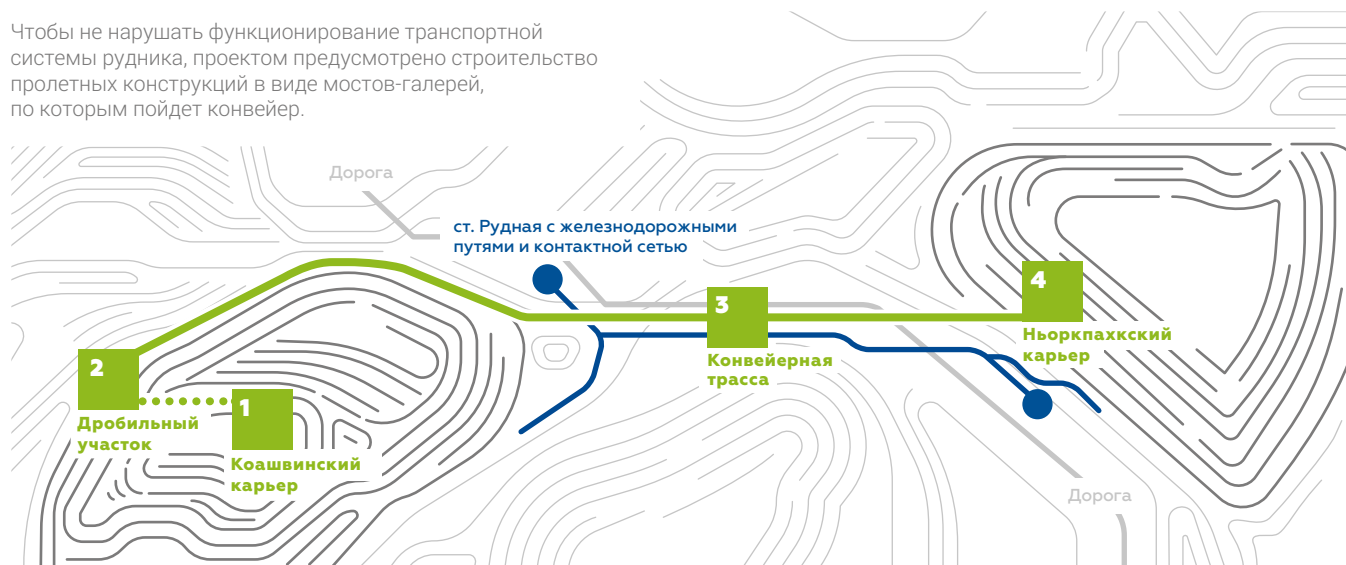 Чтобы не нарушать функционирование транспортной
системы рудника, проектом предусмотрено строительство
пролетных конструкций в виде мостов-галерей,
по которым пойдет конвейер.
Дорога
ст. Рудная с железнодорожными
путями и контактной сетью
4
3
Ньоркпахкский
карьер
Конвейерная
трасса
2
1
Дробильный
участок
Коашвинский
карьер
Дорога